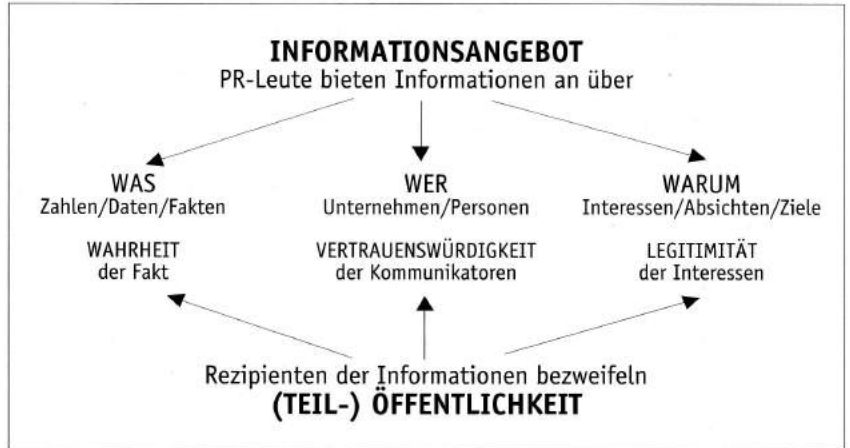 INFORMATIONSANGEBOT
PR-Leute bieten Informationen an über
WAS
Zahlen/Daten/Fakten
WER
Unternehmen/Personen
WARUM
Interessen/Absichten/Ziele
WAHRHEIT
der Fakt
VERTRAUENSWÜRDIGKEIT
der Kommunikatoren
LEGITIMITÄT
der Interessen
Rezipienten der Informationen bezweifeln
(TEIL-) ÖFFENTLICHKEIT